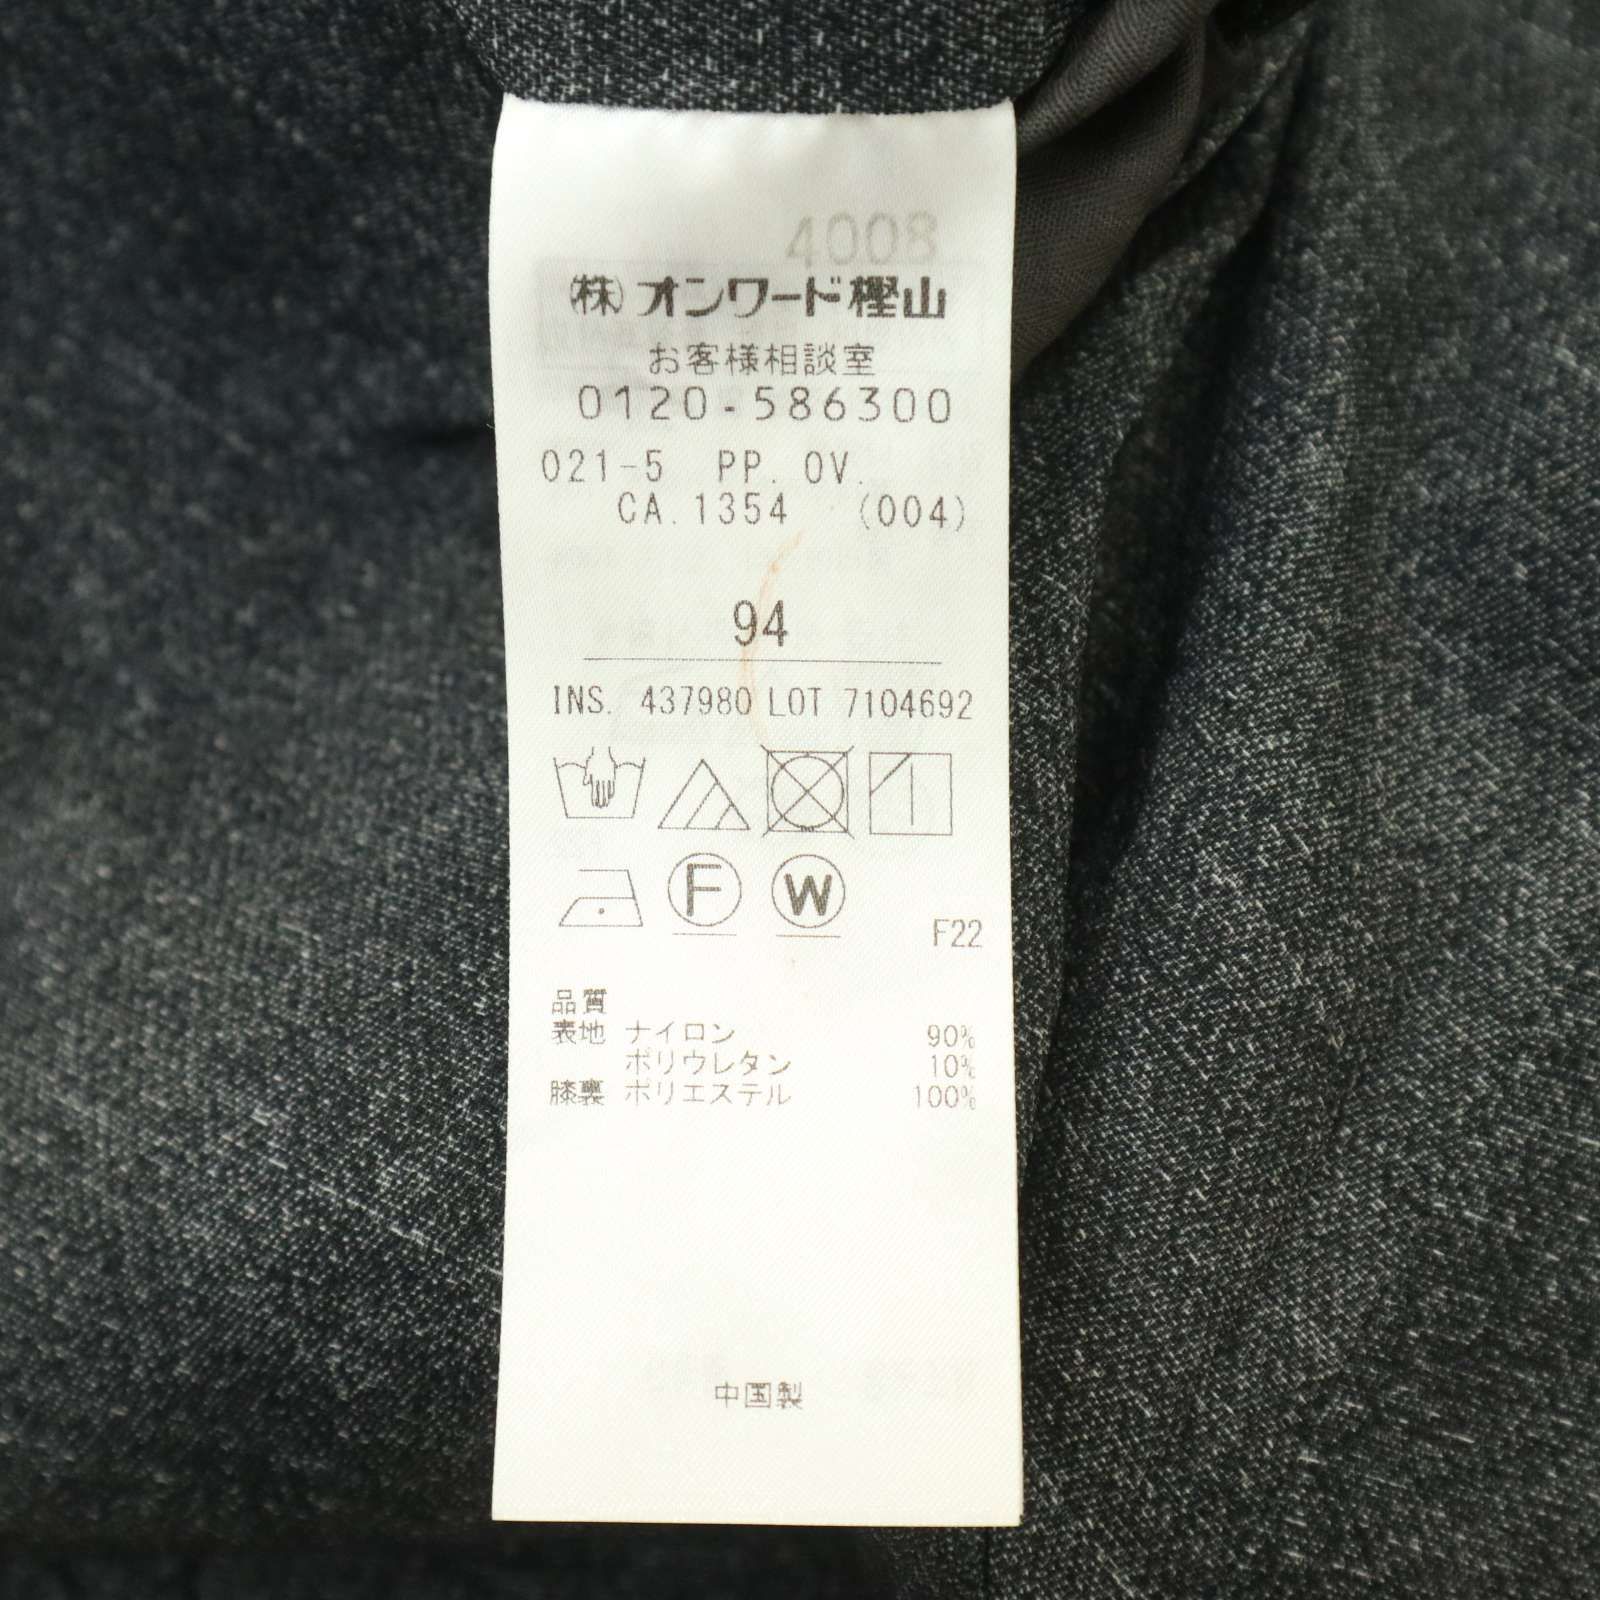 4008
(株)オンワード樫山
お客様相談室
0120-586300
021-5 PP. OV.
CA.1354 (004)
94
INS. 437980 LOT 7104692
F W
F22
品質
表地 ナイロン 90%
ポリウレタン 10%
膝裏 ポリエステル 100%
中国製